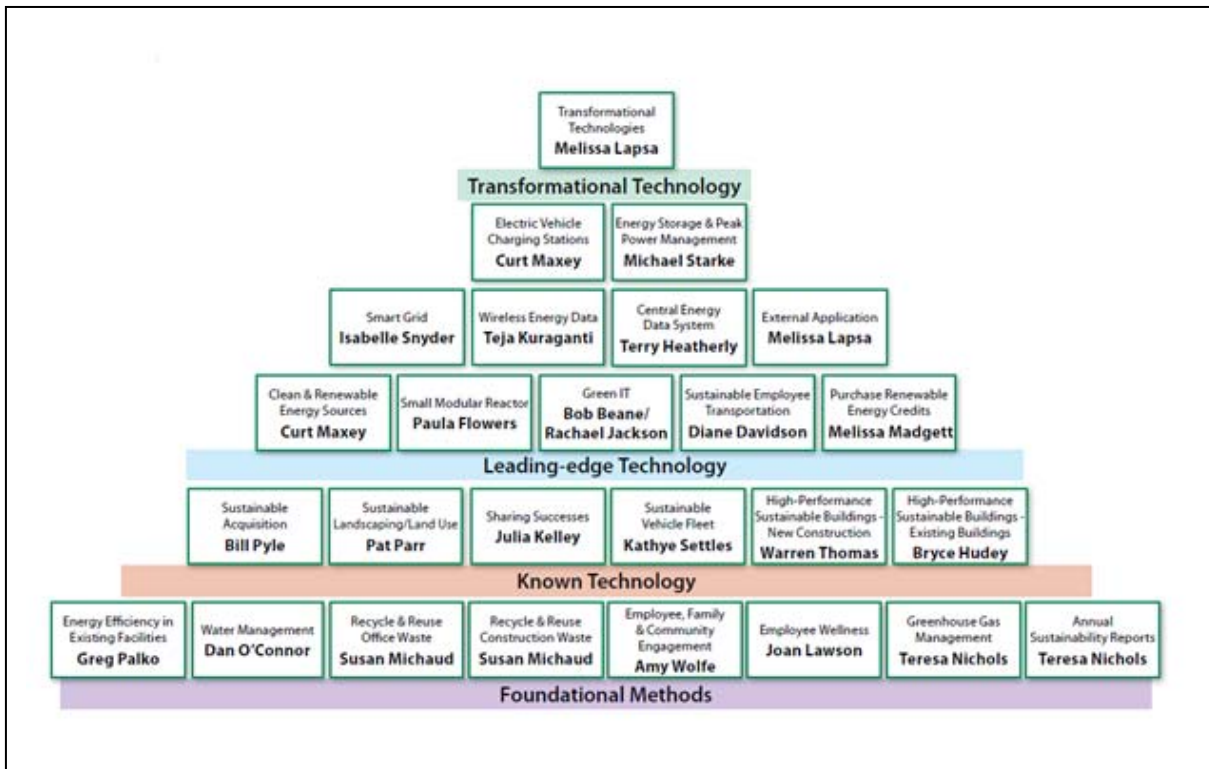 Transformational
Technologies
Melissa Lapsa
Transformational Technology
Electric Vehicle
Charging Stations
Curt Maxey
Energy Storage & Peak
Power Management
Michael Starke
Smart Grid
Isabelle Snyder
Wireless Energy Data
Teja Kuraganti
Central Energy
Data System
Terry Heatherly
External Application
Melissa Lapsa
Clean & Renewable
Energy Sources
Curt Maxey
Small Modular Reactor
Paula Flowers
Green IT
Bob Beane/
Rachael Jackson
Sustainable Employee
Transportation
Diane Davidson
Purchase Renewable
Energy Credits
Melissa Madgett
Leading-edge Technology
Sustainable
Acquisition
Bill Pyle
Sustainable
Landscaping/Land Use
Pat Parr
Sharing Successes
Julia Kelley
Sustainable
Vehicle Fleet
Kathye Settles
High-Performance
Sustainable Buildings -
New Construction
Warren Thomas
High-Performance
Sustainable Buildings -
Existing Buildings
Bryce Hudey
Known Technology
Energy Efficiency in
Existing Facilities
Greg Palko
Water Management
Dan O'Connor
Recycle & Reuse
Office Waste
Susan Michaud
Recycle & Reuse
Construction Waste
Susan Michaud
Employee, Family
& Community
Engagement
Amy Wolfe
Employee Wellness
Joan Lawson
Greenhouse Gas
Management
Teresa Nichols
Annual
Sustainability Reports
Teresa Nichols
Foundational Methods